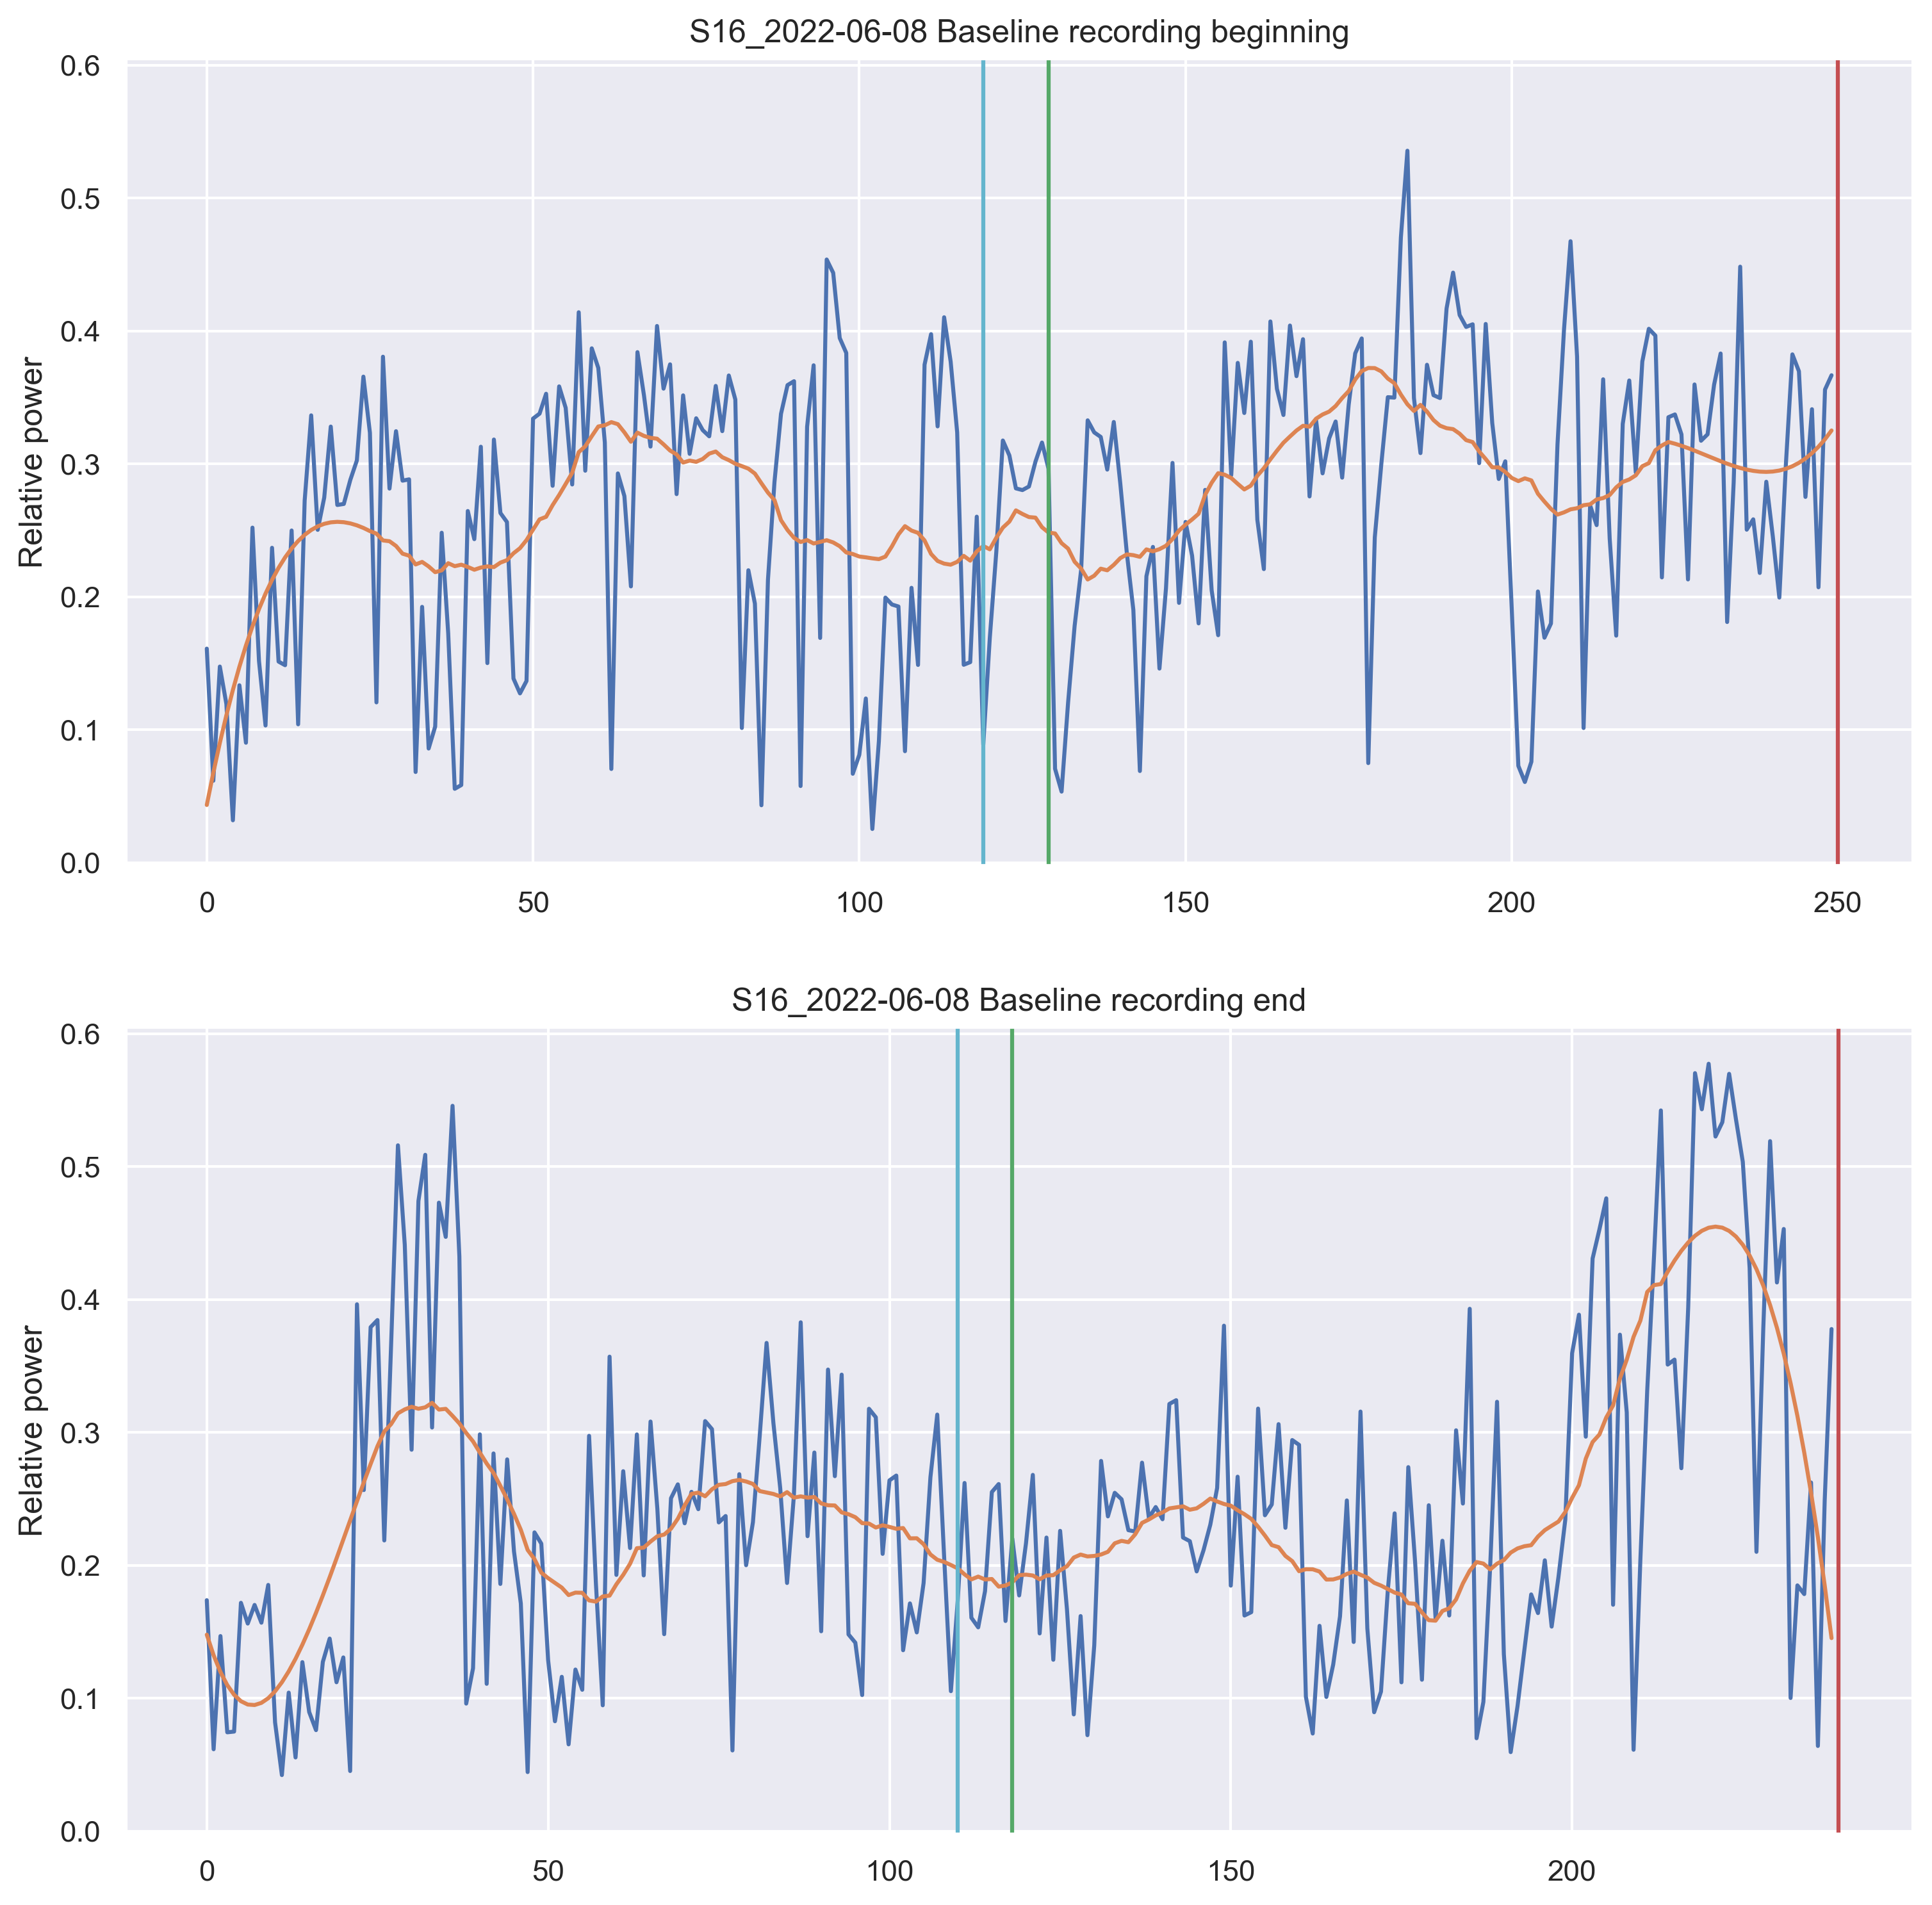 S16_2022-06-08 Baseline recording beginning
0.6
0.5
0.4
0.3
0.2
0.1
0.0
Relative power
0 50 100 150 200 250
S16_2022-06-08 Baseline recording end
0.6
0.5
0.4
0.3
0.2
0.1
0.0
Relative power
0 50 100 150 200